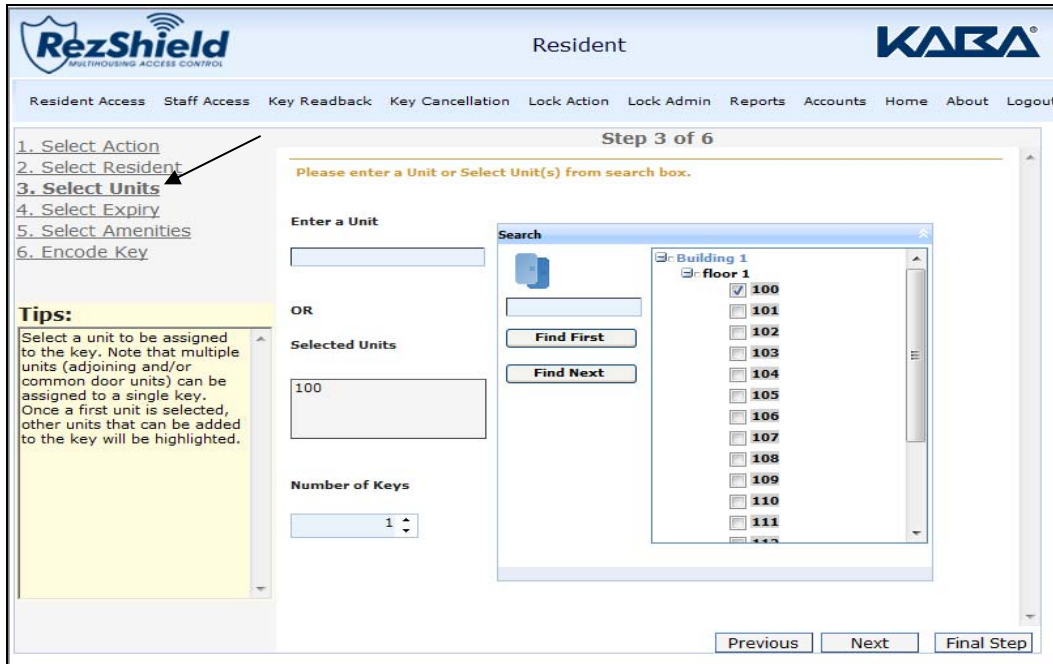 RezShield
MULTIHOUSING ACCESS CONTROL
Resident
KABA®
Resident Access Staff Access Key Readback Key Cancellation Lock Action Lock Admin Reports Accounts Home About Logout
1. Select Action
2. Select Resident
3. Select Units
4. Select Expiry
5. Select Amenities
6. Encode Key
Tips:
Select a unit to be assigned
to the key. Note that multiple
units (adjoining and/or
common door units) can be
assigned to a single key.
Once a first unit is selected,
other units that can be added
to the key will be highlighted.
Step 3 of 6
Please enter a Unit or Select Unit(s) from search box.
Enter a Unit
OR
Selected Units
100
Number of Keys
1
Search
Find First
Find Next
Building 1
floor 1
100
101
102
103
104
105
106
107
108
109
110
111
112
Previous
Next
Final Step